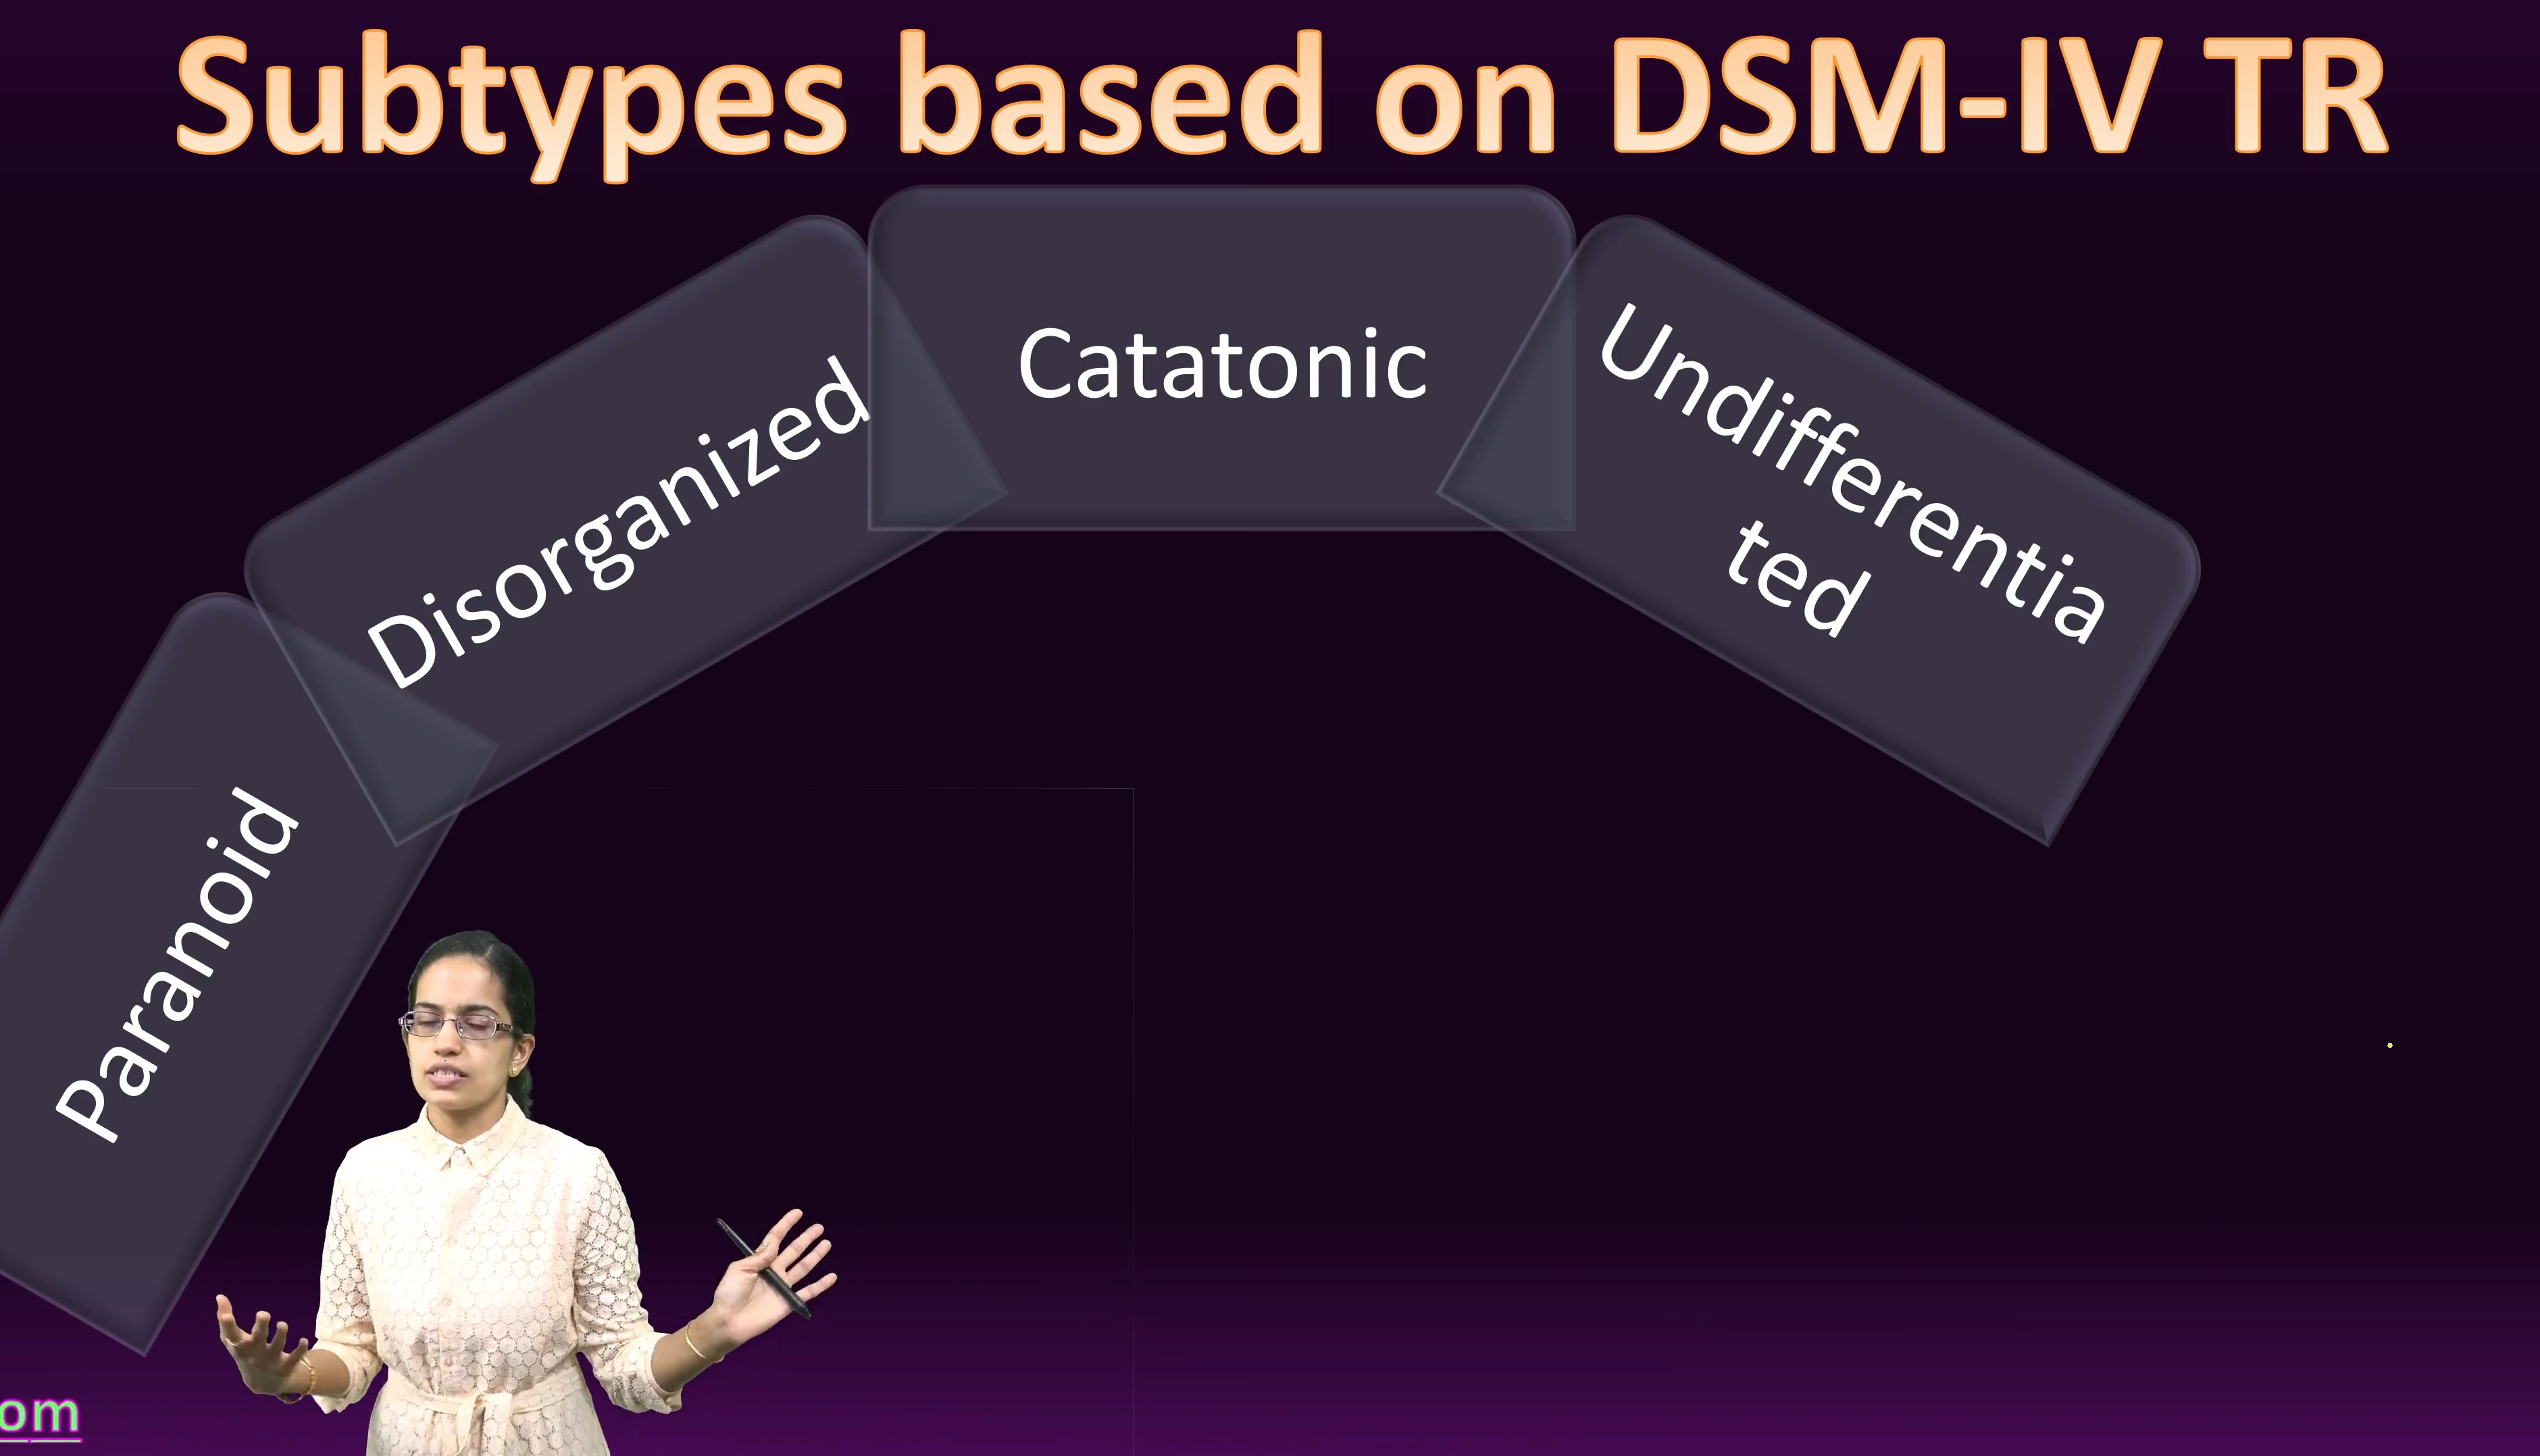 Subtypes based on DSM-IV TR
Paranoid
Disorganized
Catatonic
Undifferentia
ted
om